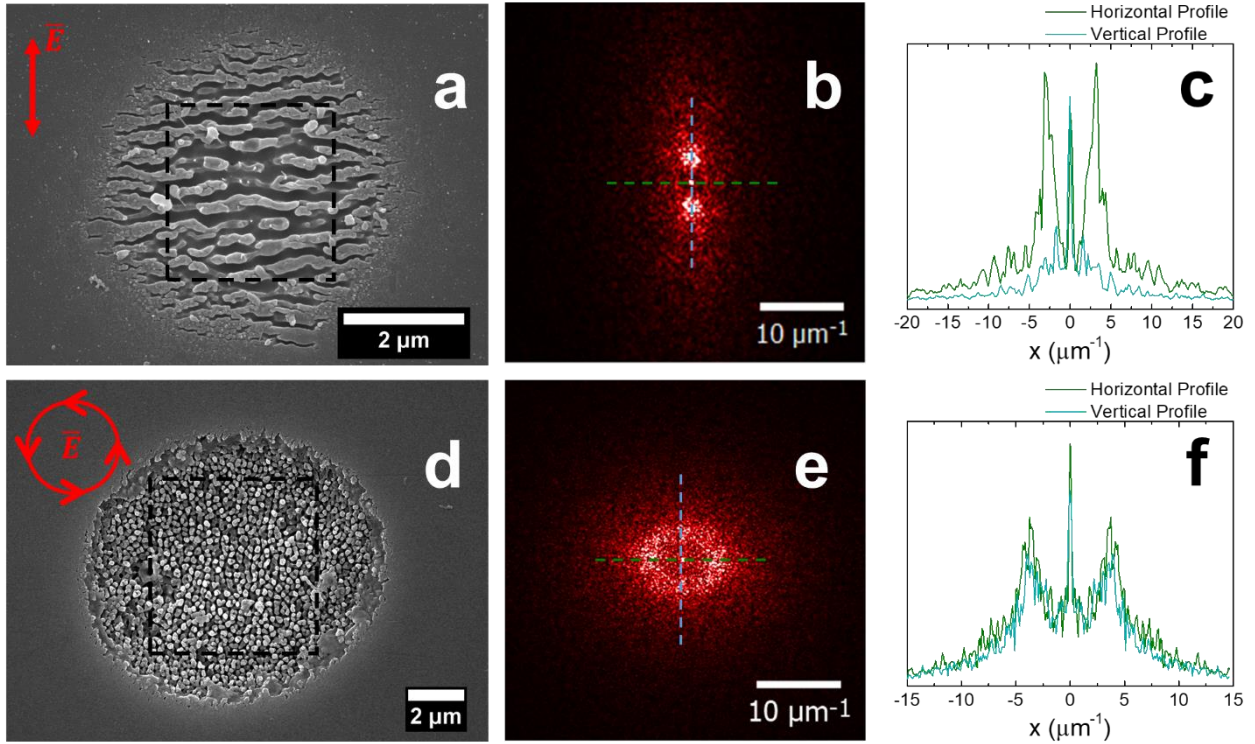 Ē
a
2 µm
b
10 µm⁻¹
Horizontal Profile
Vertical Profile
c
-20 -15 -10 -5 0 5 10 15 20
x (µm⁻¹)
Ē
d
2 µm
e
10 µm⁻¹
Horizontal Profile
Vertical Profile
f
-15 -10 -5 0 5 10 15
x (µm⁻¹)